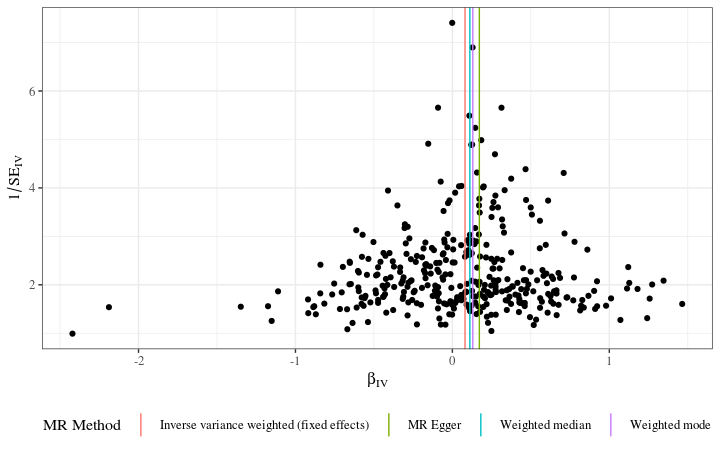 1/SE_IV
6
4
2
-2
-1
0
1
β_IV
MR Method
Inverse variance weighted (fixed effects)
MR Egger
Weighted median
Weighted mode